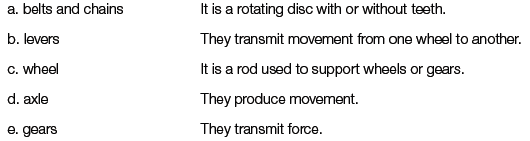 a. belts and chains It is a rotating disc with or without teeth.
b. levers They transmit movement from one wheel to another.
c. wheel It is a rod used to support wheels or gears.
d. axle They produce movement.
e. gears They transmit force.